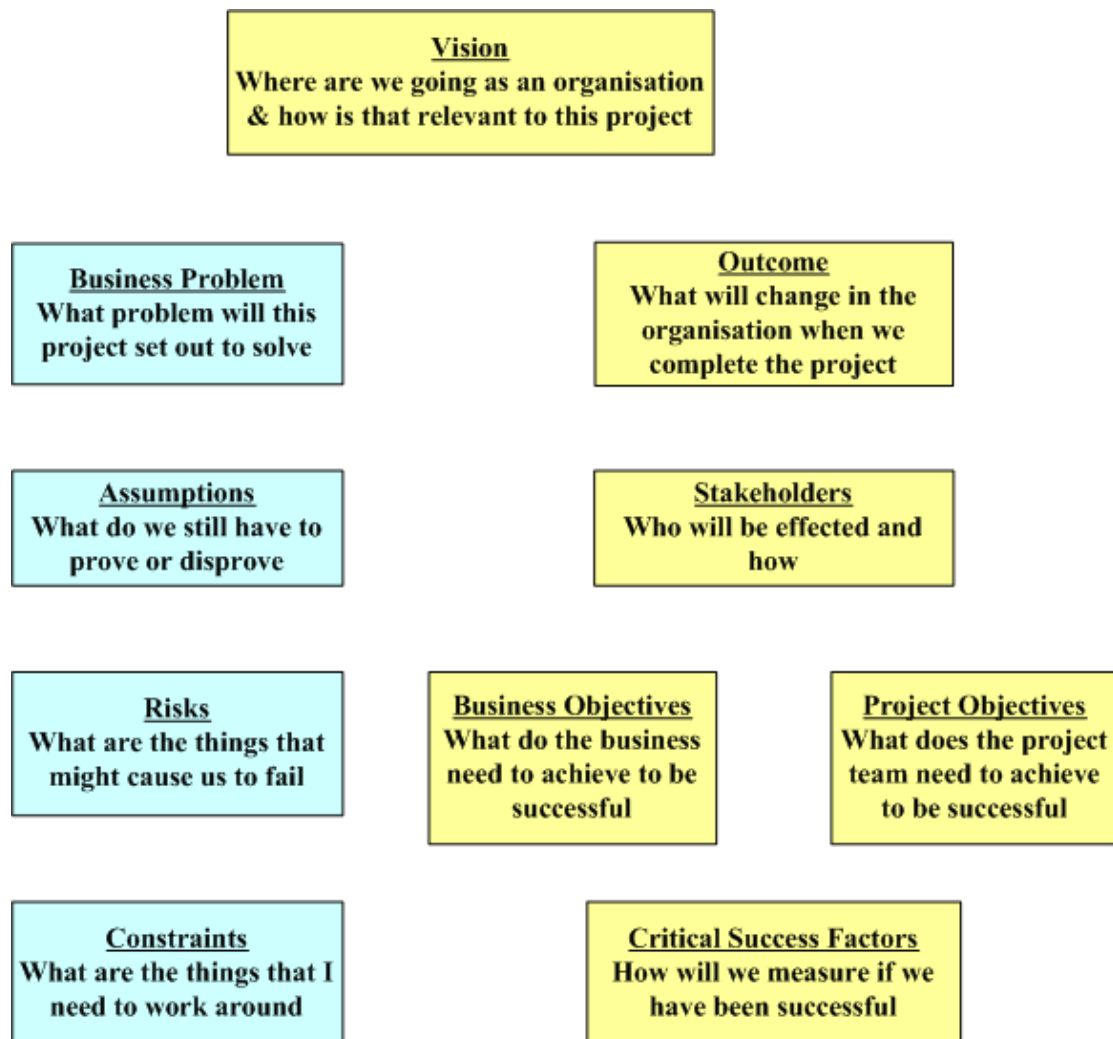 Vision
Where are we going as an organisation
& how is that relevant to this project
Business Problem
What problem will this
project set out to solve
Outcome
What will change in the
organisation when we
complete the project
Assumptions
What do we still have to
prove or disprove
Stakeholders
Who will be effected and
how
Risks
What are the things that
might cause us to fail
Business Objectives
What do the business
need to achieve to be
successful
Project Objectives
What does the project
team need to achieve
to be successful
Constraints
What are the things that I
need to work around
Critical Success Factors
How will we measure if we
have been successful